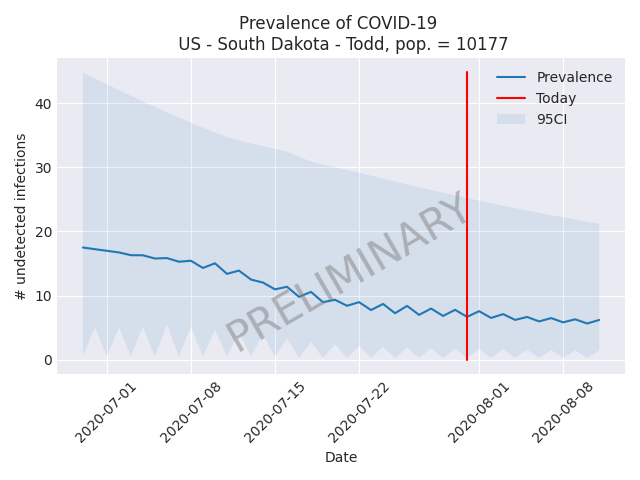 Prevalence of COVID-19
US - South Dakota - Todd, pop. = 10177
Prevalence
Today
95CI
PRELIMINARY
# undetected infections
40
30
20
10
0
2020-07-01
2020-07-08
2020-07-15
2020-07-22
2020-08-01
2020-08-08
Date